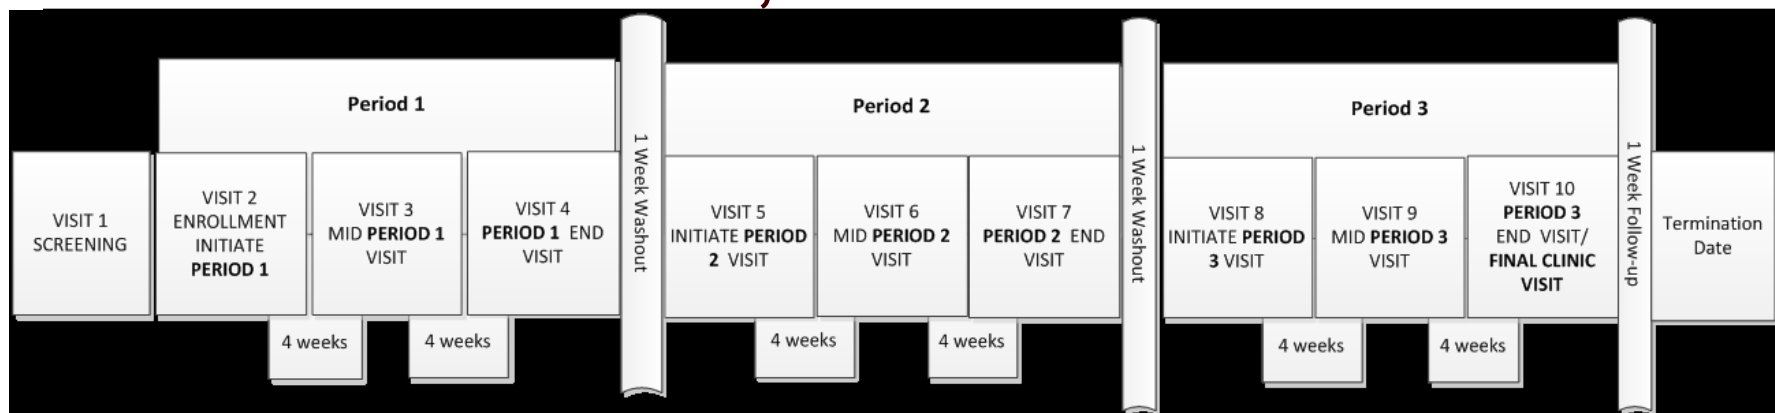 Period 1
Period 2
Period 3
VISIT 1
SCREENING
VISIT 2
ENROLLMENT
INITIATE
PERIOD 1
VISIT 3
MID PERIOD 1
VISIT
VISIT 4
PERIOD 1 END
VISIT
1 Week Washout
VISIT 5
INITIATE PERIOD
2 VISIT
VISIT 6
MID PERIOD 2
VISIT
VISIT 7
PERIOD 2 END
VISIT
1 Week Washout
VISIT 8
INITIATE PERIOD
3 VISIT
VISIT 9
MID PERIOD 3
VISIT
VISIT 10
PERIOD 3
END VISIT/
FINAL CLINIC
VISIT
1 Week Follow-up
Termination
Date
4 weeks
4 weeks
4 weeks
4 weeks
4 weeks
4 weeks